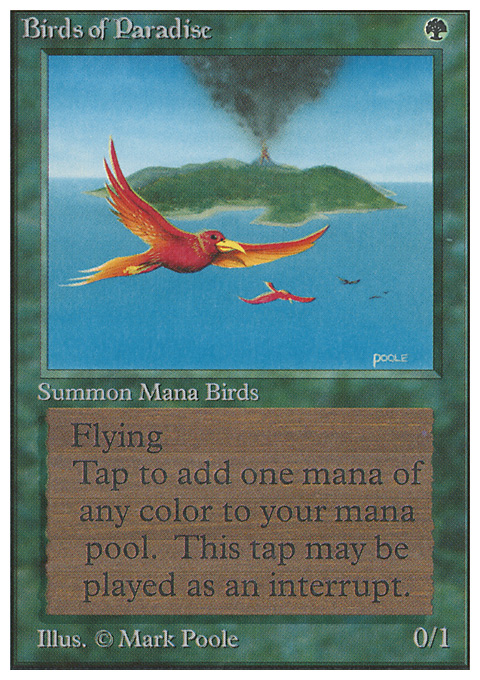 Birds of Paradise
POOLE
Summon Mana Birds
Flying
Tap to add one mana of
any color to your mana
pool. This tap may be
played as an interrupt.
Illus. © Mark Poole
0/1